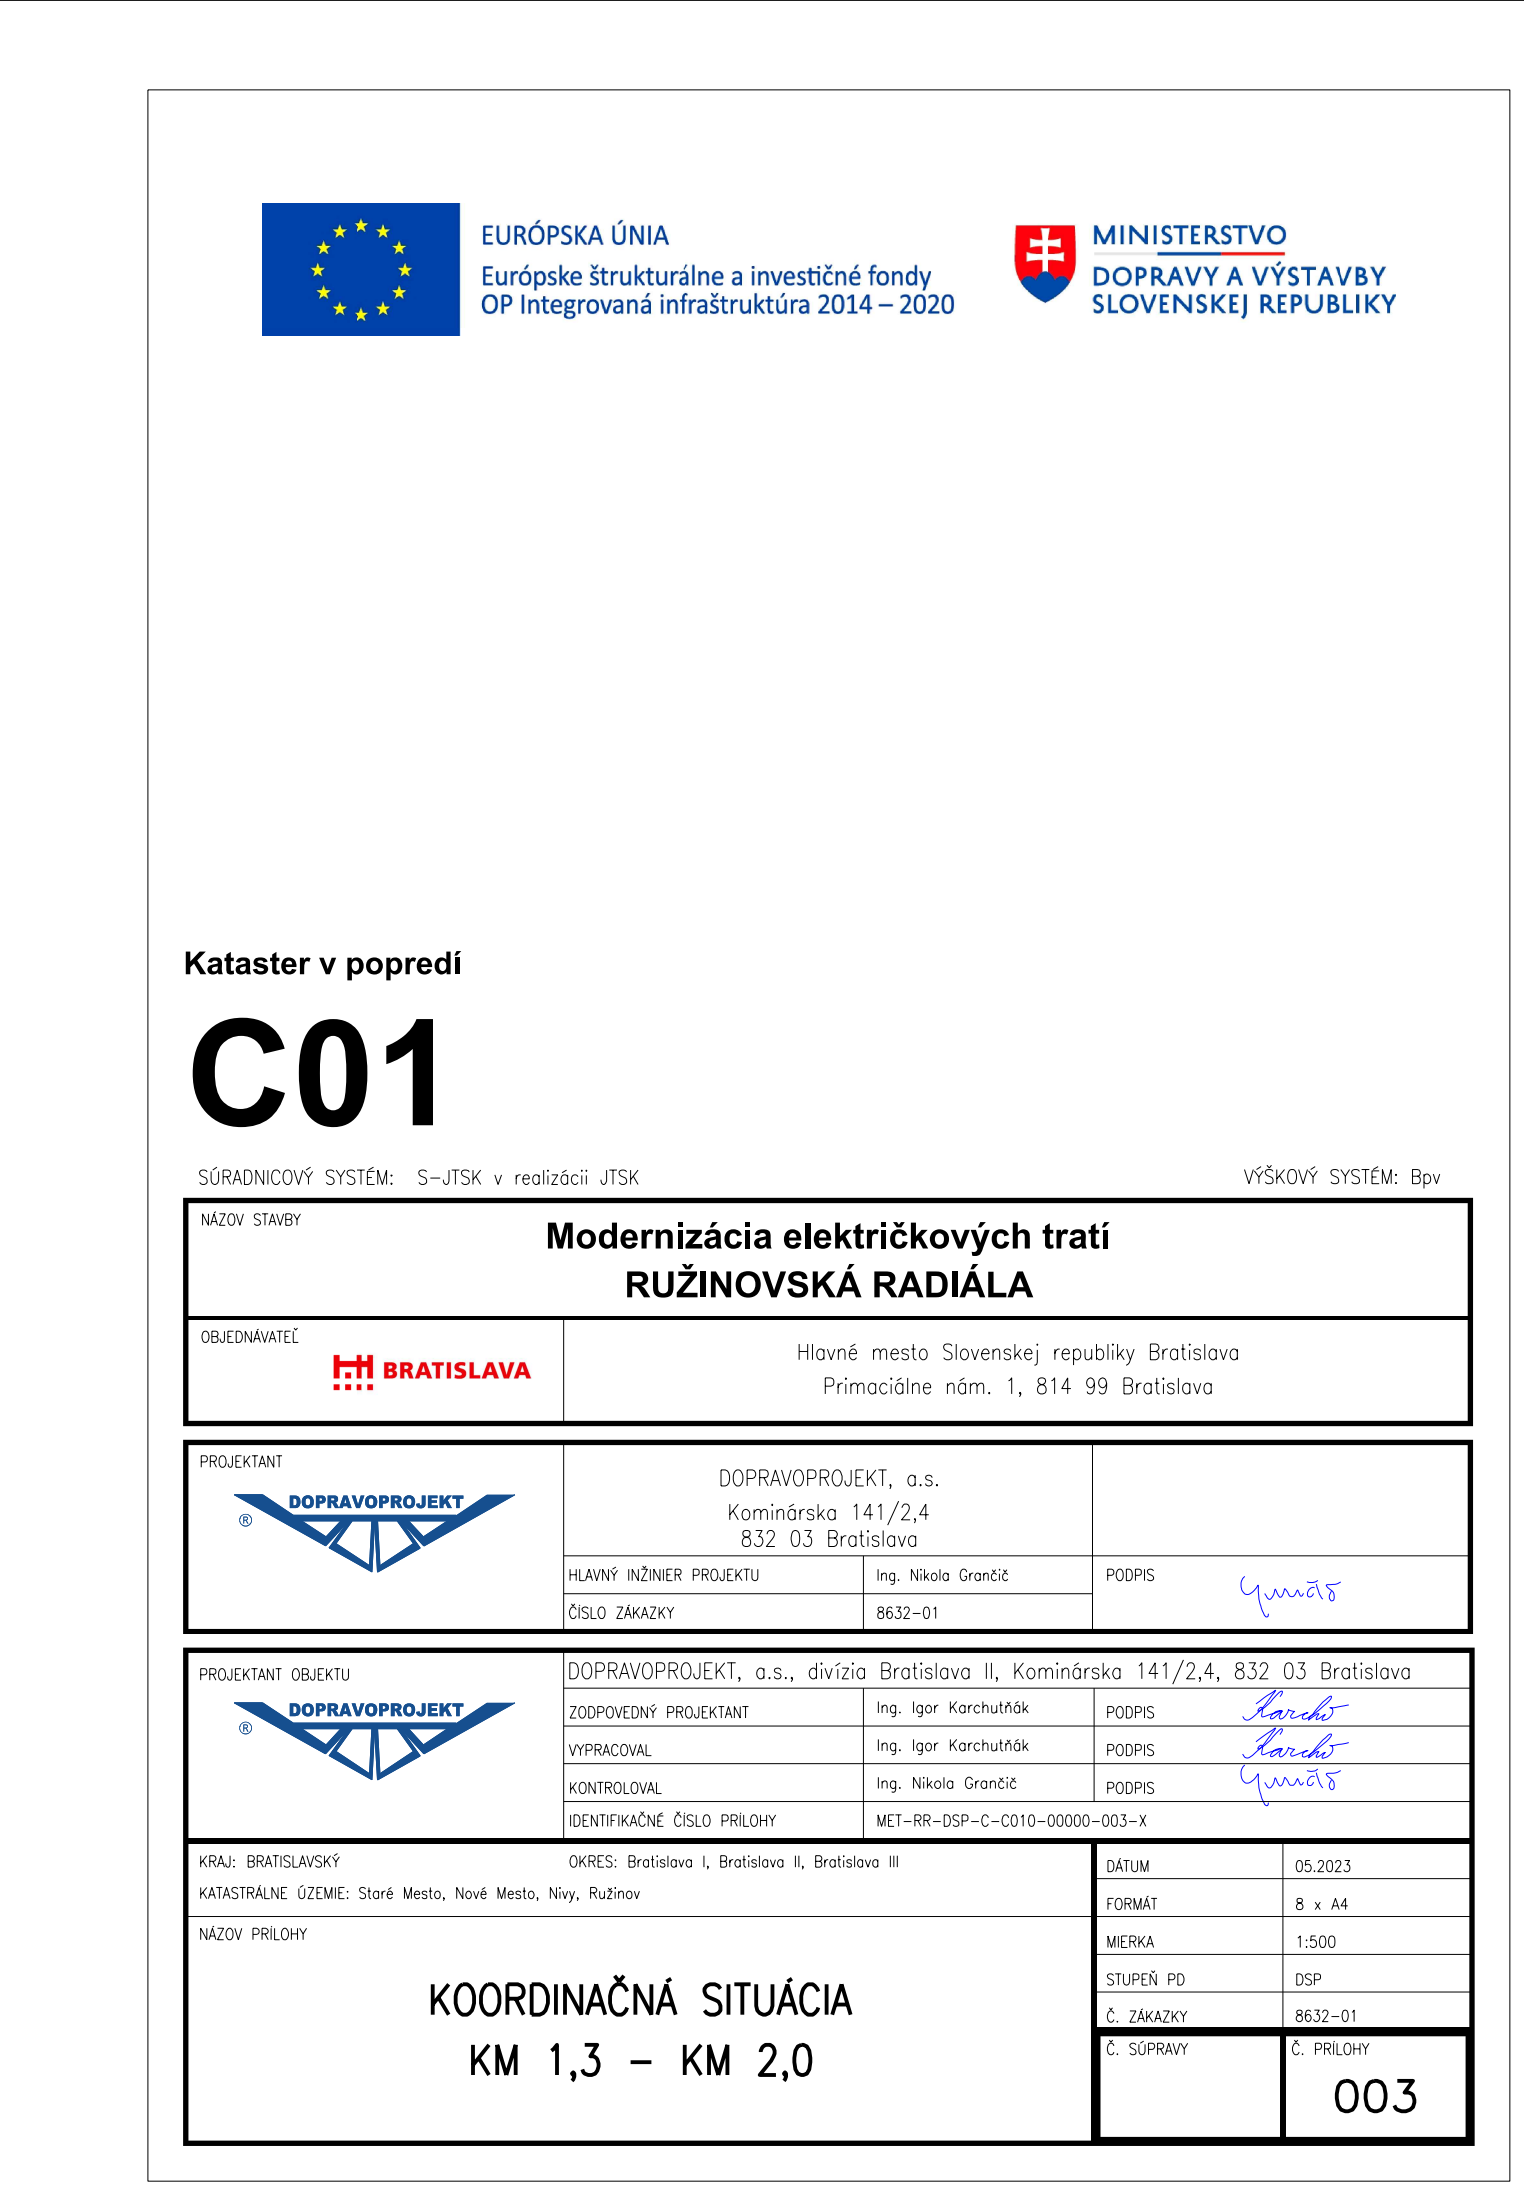 EURÓPSKA ÚNIA
Európske štrukturálne a investičné fondy
OP Integrovaná infraštruktúra 2014 – 2020
MINISTERSTVO
DOPRAVY A VÝSTAVBY
SLOVENSKEJ REPUBLIKY
Kataster v popredí
C01
SÚRADNICOVÝ SYSTÉM: S-JTSK v realizácii JTSK
VÝŠKOVÝ SYSTÉM: Bpv
NÁZOV STAVBY
Modernizácia električkových tratí
RUŽINOVSKÁ RADIÁLA
OBJEDNÁVATEĽ
BRATISLAVA
Hlavné mesto Slovenskej republiky Bratislava
Primaciálne nám. 1, 814 99 Bratislava
PROJEKTANT
DOPRAVOPROJEKT
®
DOPRAVOPROJEKT, a.s.
Kominárska 141/2,4
832 03 Bratislava
HLAVNÝ INŽINIER PROJEKTU Ing. Nikola Grančič PODPIS
ČÍSLO ZÁKAZKY 8632-01
PROJEKTANT OBJEKTU
DOPRAVOPROJEKT
®
DOPRAVOPROJEKT, a.s., divízia Bratislava II, Kominárska 141/2,4, 832 03 Bratislava
ZODPOVEDNÝ PROJEKTANT Ing. Igor Karchutňák PODPIS
VYPRACOVAL Ing. Igor Karchutňák PODPIS
KONTROLOVAL Ing. Nikola Grančič PODPIS
IDENTIFIKAČNÉ ČÍSLO PRÍLOHY MET-RR-DSP-C-C010-00000-003-X
KRAJ: BRATISLAVSKÝ OKRES: Bratislava I, Bratislava II, Bratislava III
KATASTRÁLNE ÚZEMIE: Staré Mesto, Nové Mesto, Nivy, Ružinov
NÁZOV PRÍLOHY
KOORDINAČNÁ SITUÁCIA
KM 1,3 – KM 2,0
DÁTUM 05.2023
FORMÁT 8 x A4
MIERKA 1:500
STUPEŇ PD DSP
Č. ZÁKAZKY 8632-01
Č. SÚPRAVY
Č. PRÍLOHY
003